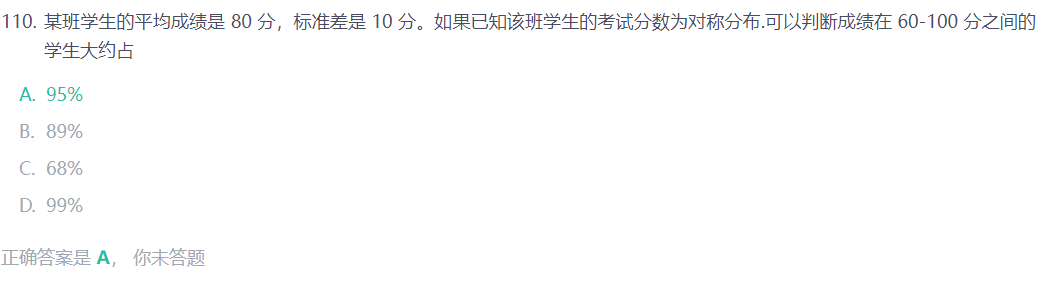 110. 某班学生的平均成绩是 80 分，标准差是 10 分。如果已知该班学生的考试分数为对称分布.可以判断成绩在 60-100 分之间的
学生大约占
A. 95%
B. 89%
C. 68%
D. 99%
正确答案是 A， 你未答题